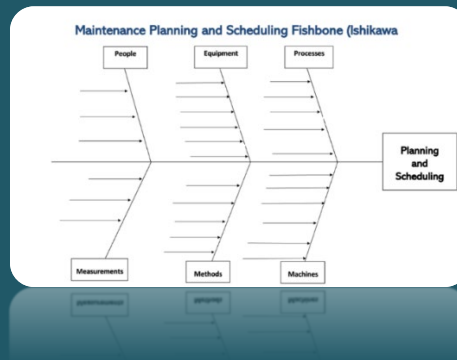 Maintenance Planning and Scheduling Fishbone (Ishikawa
People
Equipment
Processes
Planning
and
Scheduling
Measurements
Methods
Machines